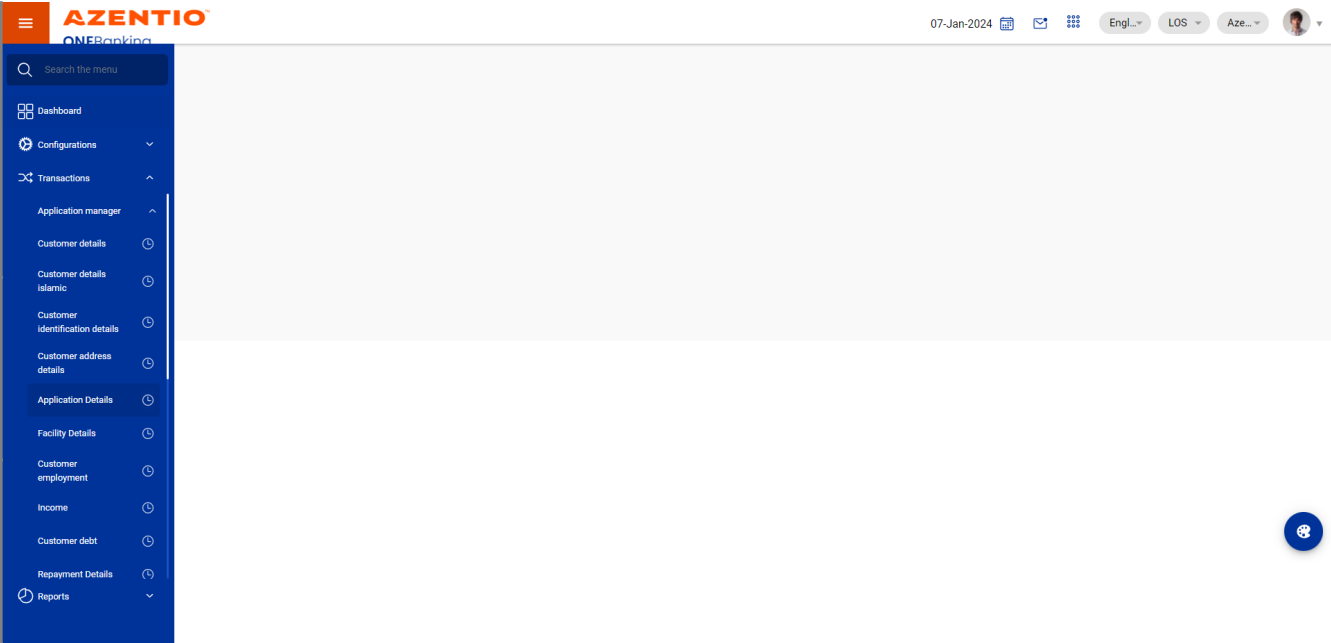 AZENTIO™
ONEBanking
07-Jan-2024
Engl...
LOS
Aze...
Search the menu
Dashboard
Configurations
Transactions
Application manager
Customer details
Customer details
islamic
Customer
identification details
Customer address
details
Application Details
Facility Details
Customer
employment
Income
Customer debt
Repayment Details
Reports